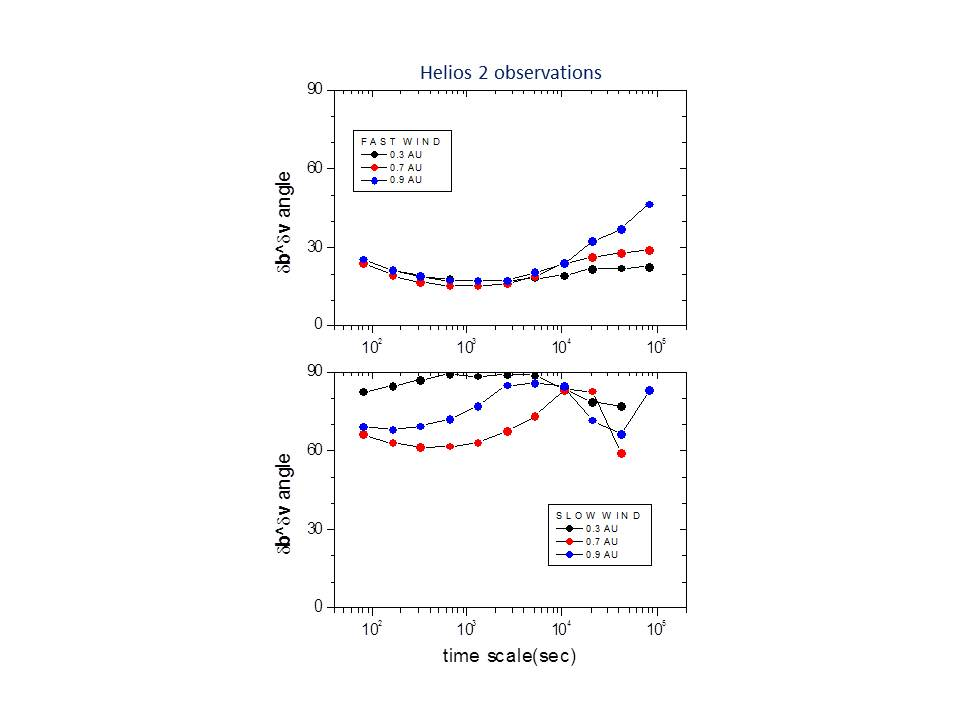 Helios 2 observations
90
FAST WIND
0.3 AU
0.7 AU
0.9 AU
60
δb^δv angle
30
0
10² 10³ 10⁴ 10⁵
90
60
δb^δv angle
SLOW WIND
0.3 AU
0.7 AU
0.9 AU
30
0
10² 10³ 10⁴ 10⁵
time scale(sec)